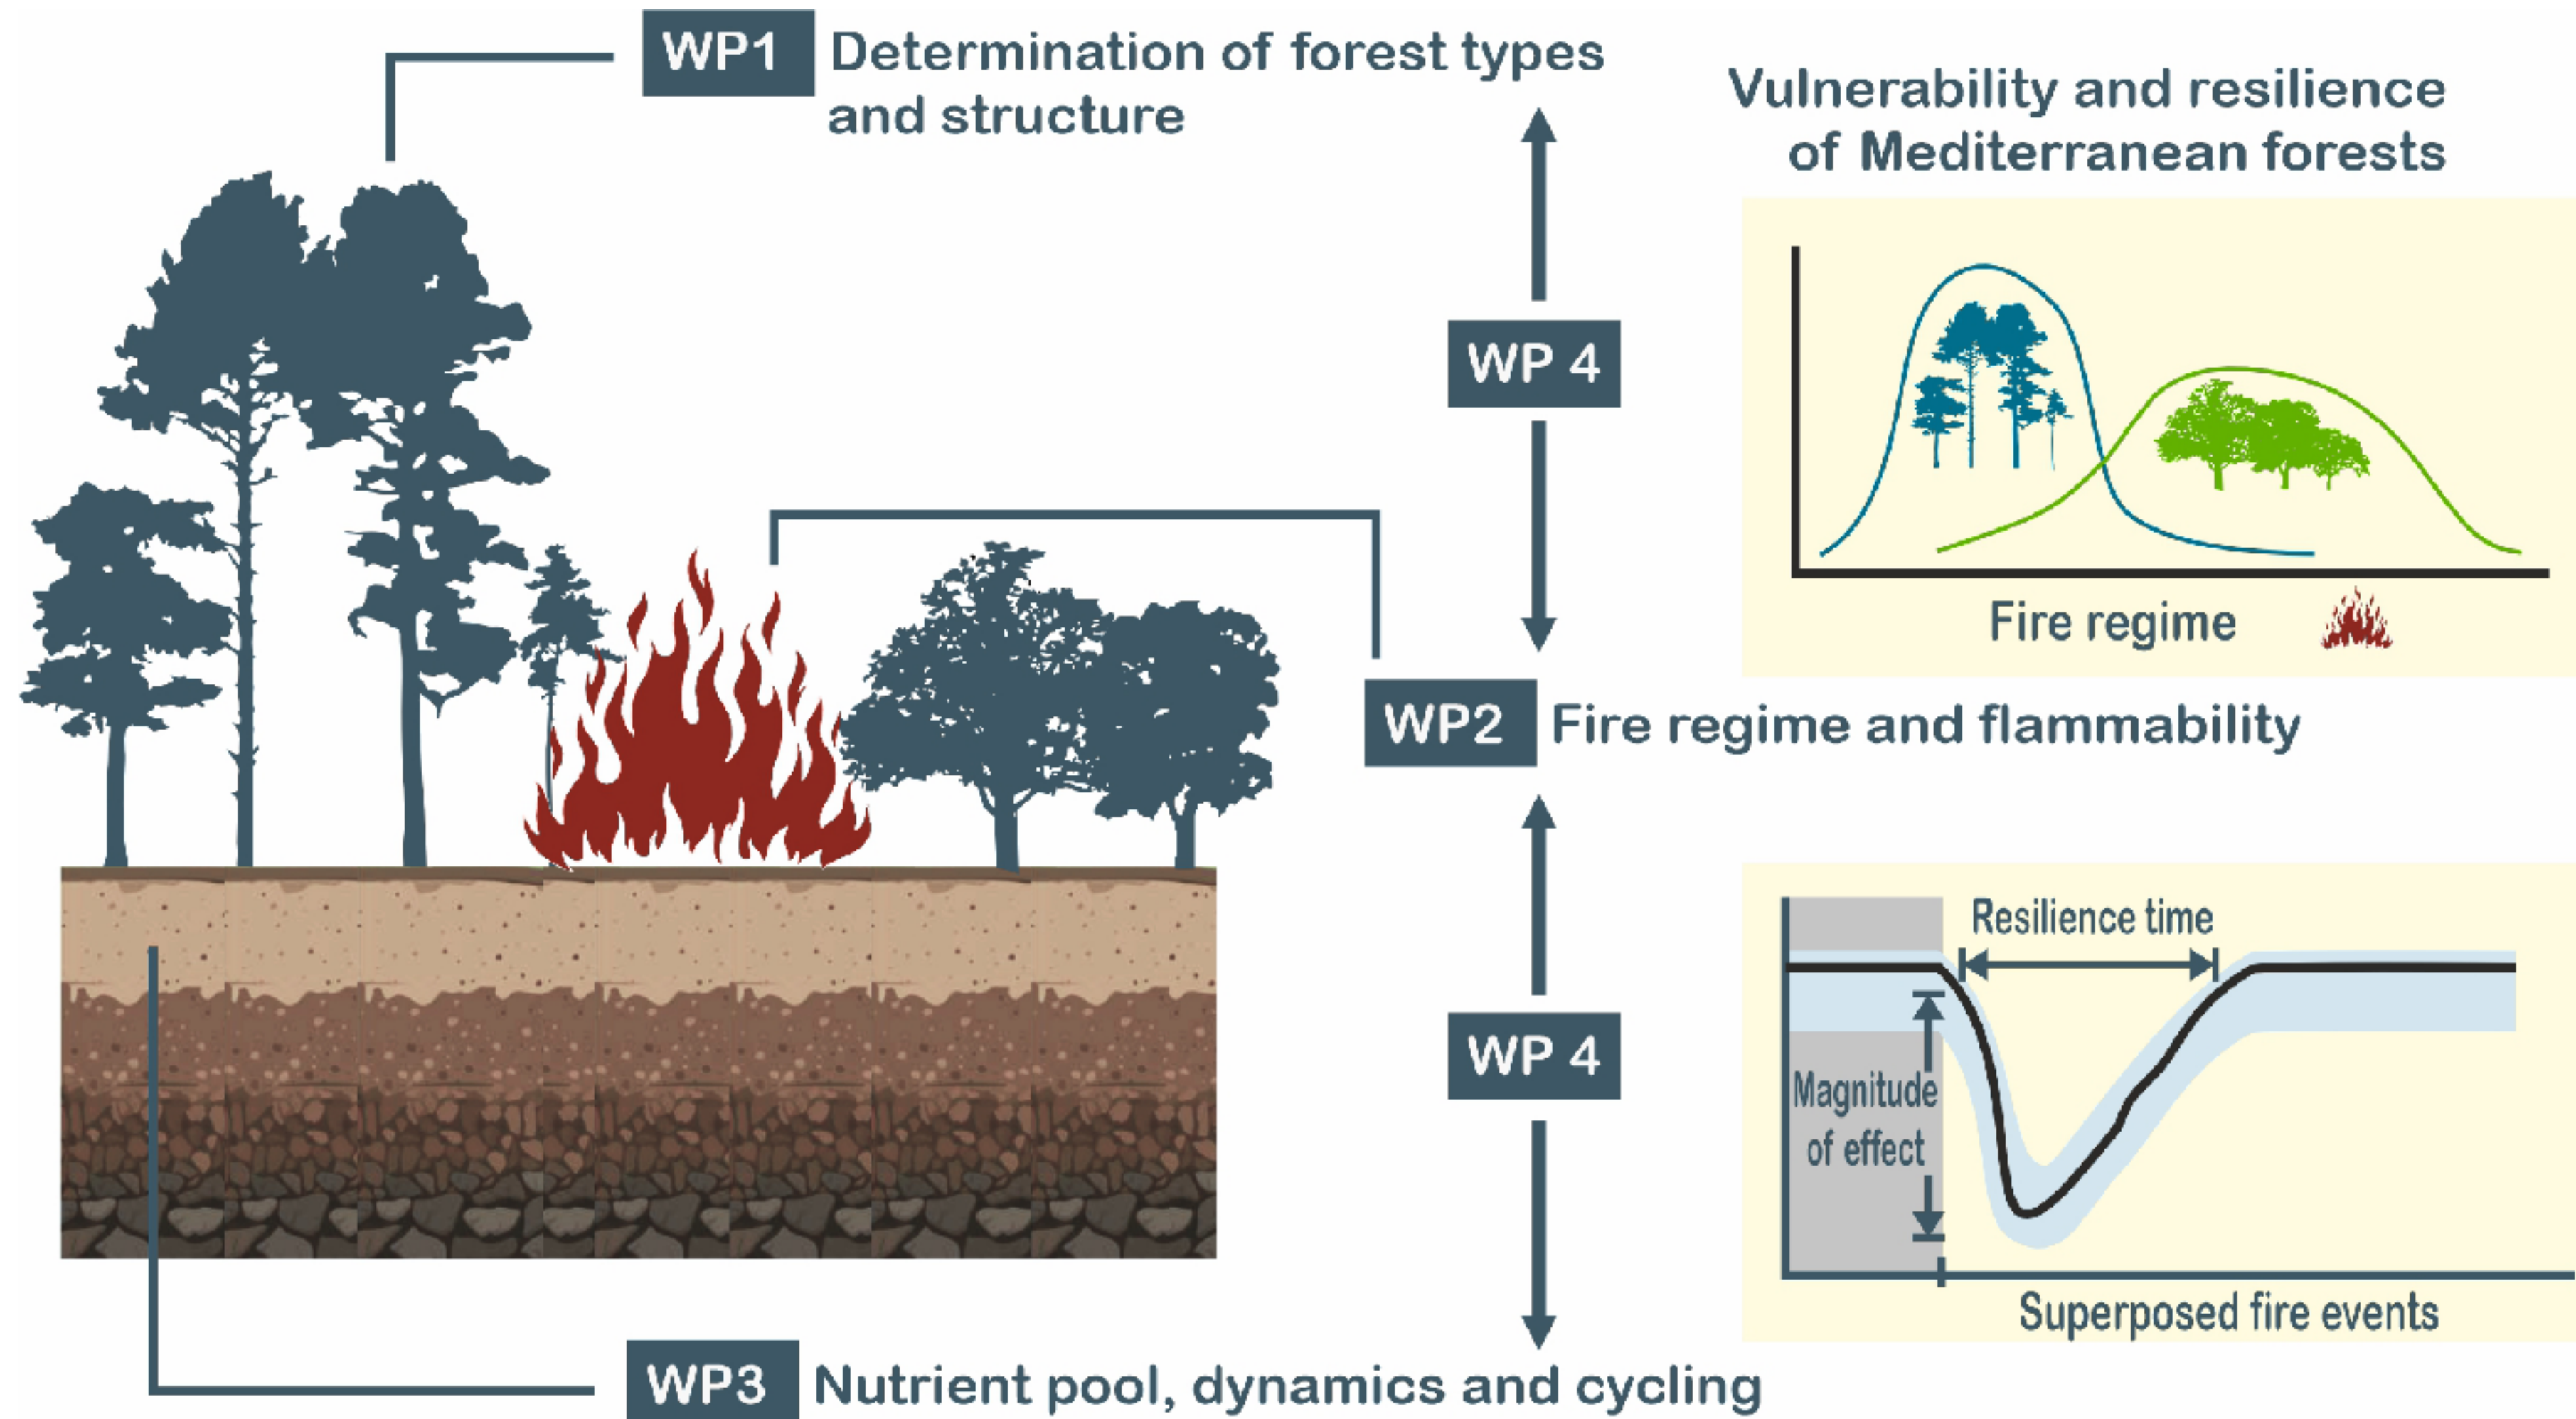 WP1 Determination of forest types
and structure
Vulnerability and resilience
of Mediterranean forests
WP 4
Fire regime
WP2 Fire regime and flammability
Resilience time
Magnitude
of effect
WP 4
Superposed fire events
WP3 Nutrient pool, dynamics and cycling